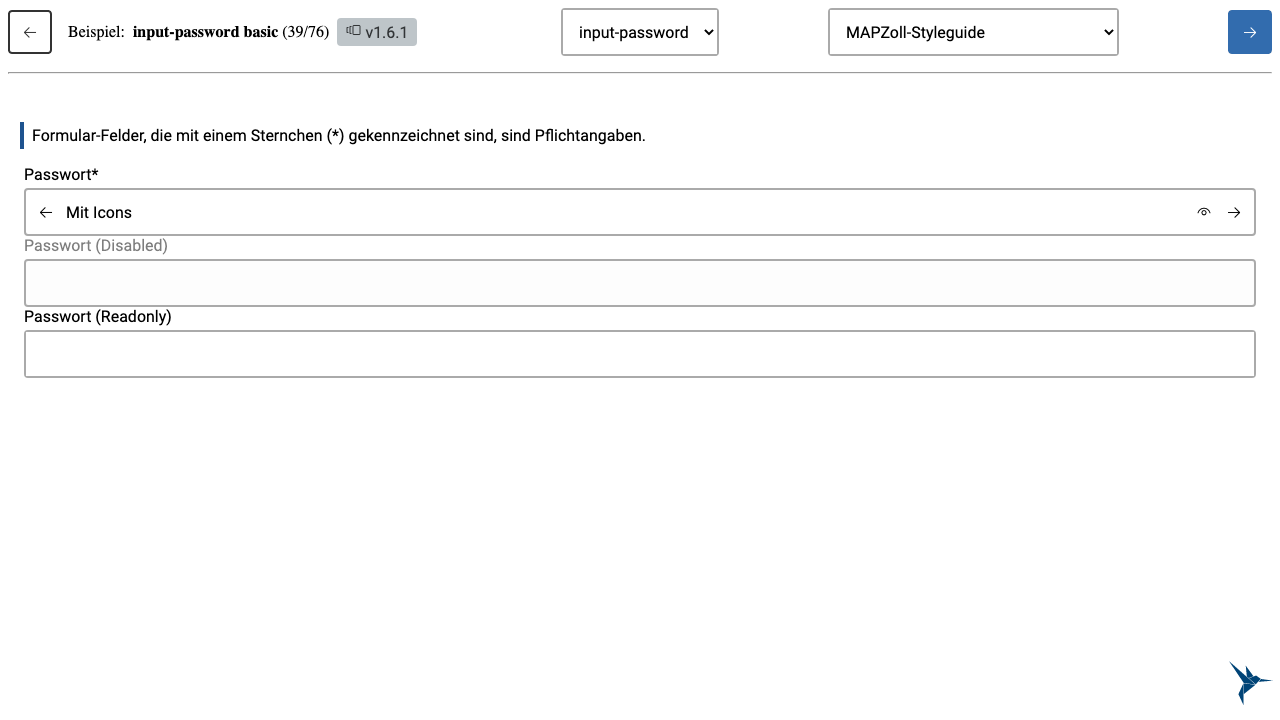 Beispiel: input-password basic (39/76) v1.6.1 input-password MAPZoll-Styleguide
Formular-Felder, die mit einem Sternchen (*) gekennzeichnet sind, sind Pflichtangaben.
Passwort*
Mit Icons
Passwort (Disabled)
Passwort (Readonly)